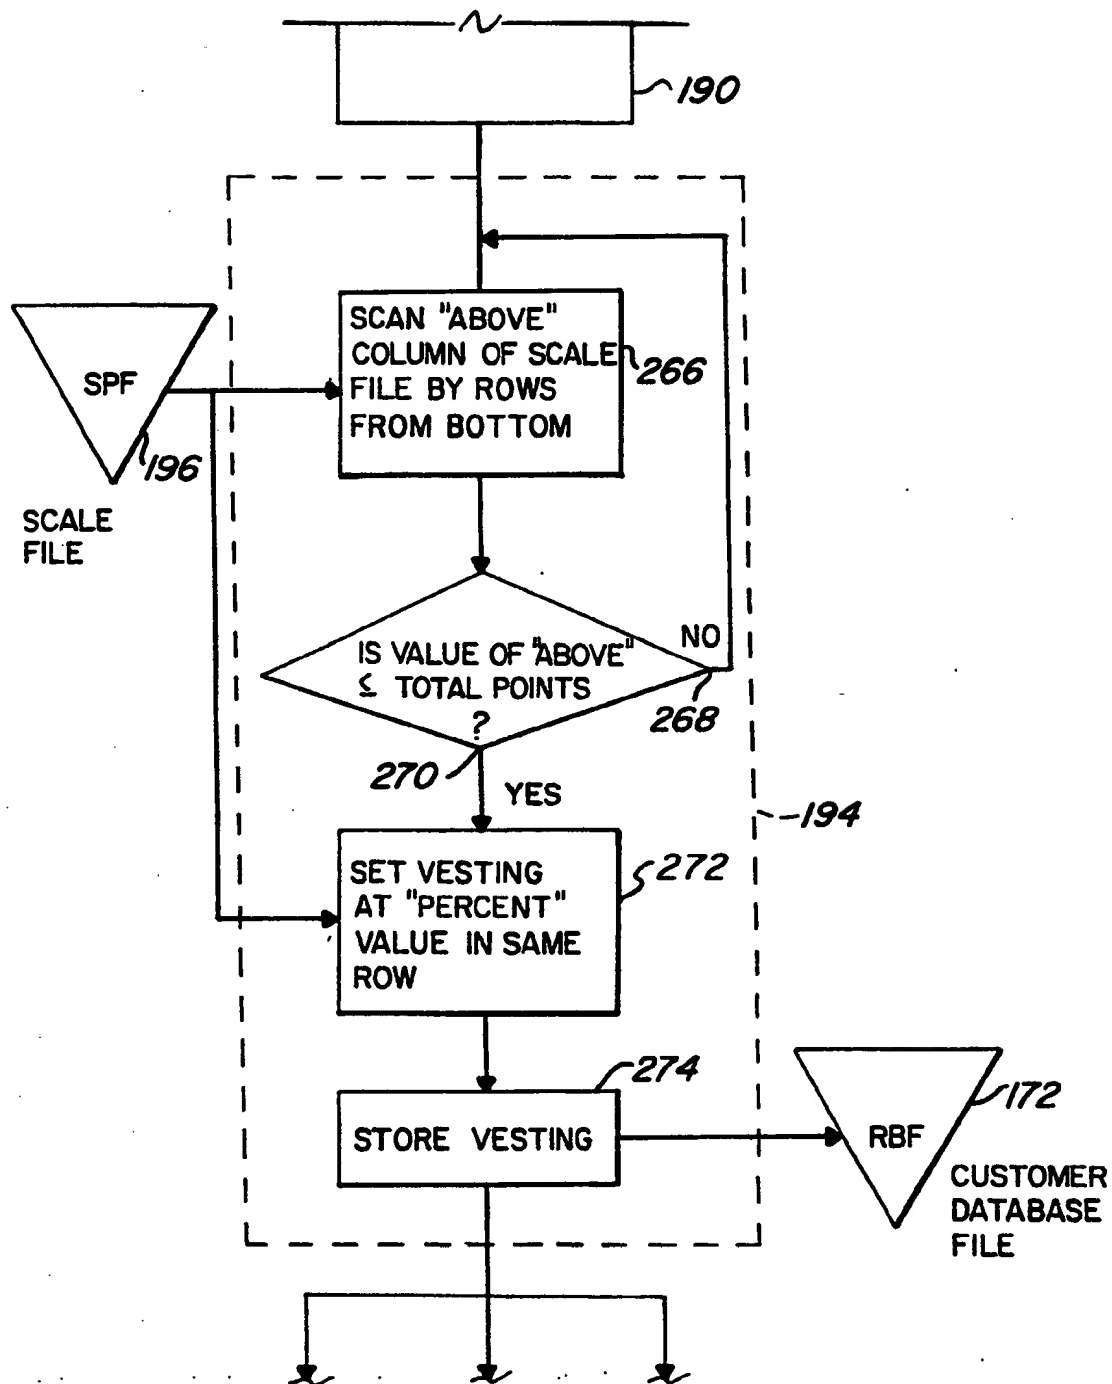 190
SCAN "ABOVE"
COLUMN OF SCALE
FILE BY ROWS
FROM BOTTOM
266
SPF
196
SCALE
FILE
IS VALUE OF "ABOVE"
≤ TOTAL POINTS
?
NO
268
270
YES
194
SET VESTING
AT "PERCENT"
VALUE IN SAME
ROW
272
274
STORE VESTING
RBF
172
CUSTOMER
DATABASE
FILE